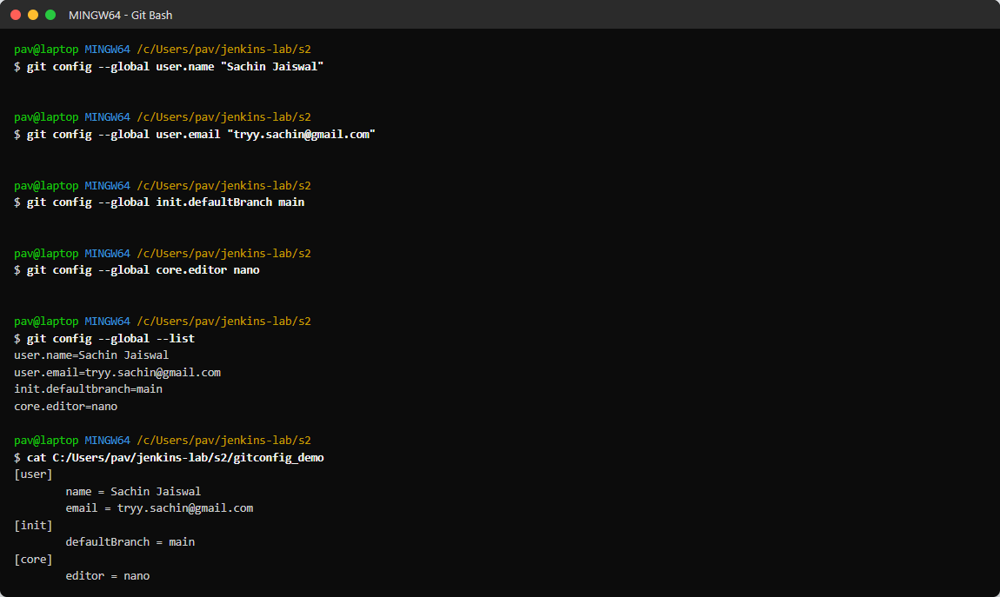 MINGW64 - Git Bash
pav@laptop MINGW64 /c/Users/pav/jenkins-lab/s2
$ git config --global user.name "Sachin Jaiswal"
pav@laptop MINGW64 /c/Users/pav/jenkins-lab/s2
$ git config --global user.email "tryy.sachin@gmail.com"
pav@laptop MINGW64 /c/Users/pav/jenkins-lab/s2
$ git config --global init.defaultBranch main
pav@laptop MINGW64 /c/Users/pav/jenkins-lab/s2
$ git config --global core.editor nano
pav@laptop MINGW64 /c/Users/pav/jenkins-lab/s2
$ git config --global --list
user.name=Sachin Jaiswal
user.email=tryy.sachin@gmail.com
init.defaultbranch=main
core.editor=nano
pav@laptop MINGW64 /c/Users/pav/jenkins-lab/s2
$ cat C:/Users/pav/jenkins-lab/s2/gitconfig_demo
[user]
        name = Sachin Jaiswal
        email = tryy.sachin@gmail.com
[init]
        defaultBranch = main
[core]
        editor = nano